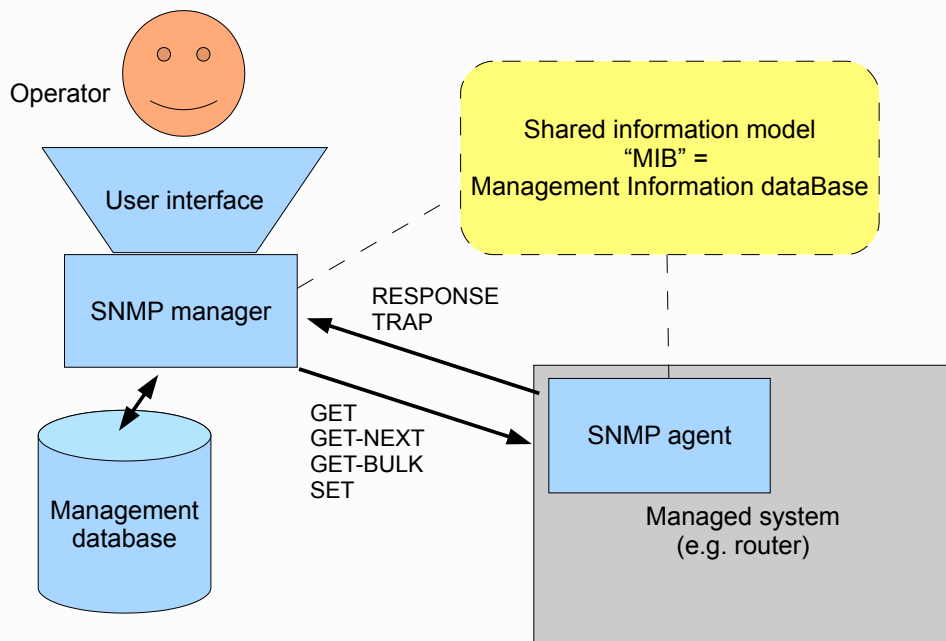 Operator
User interface
Shared information model
“MIB” =
Management Information dataBase
SNMP manager
RESPONSE
TRAP
GET
GET-NEXT
GET-BULK
SET
SNMP agent
Managed system
(e.g. router)
Management
database